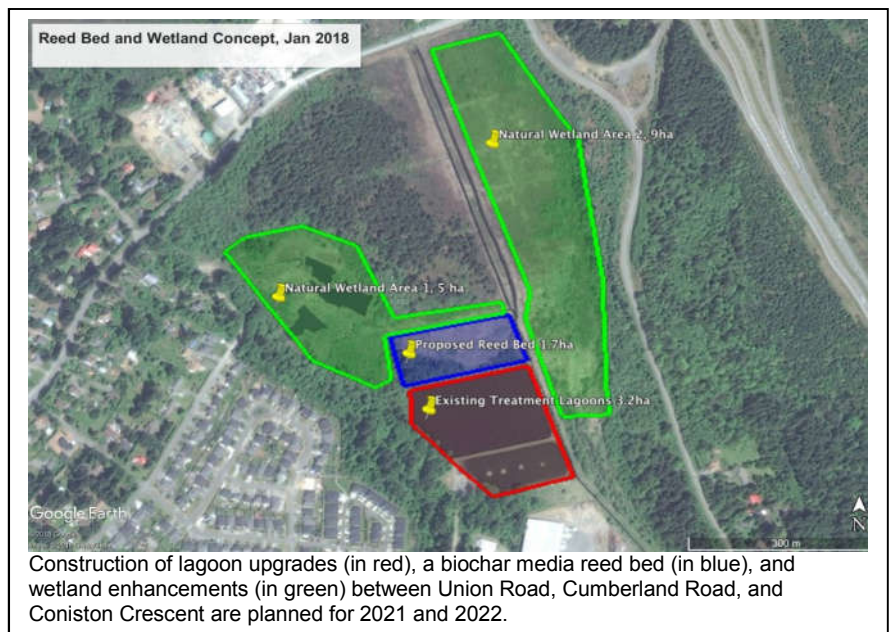 Reed Bed and Wetland Concept, Jan 2018
Natural Wetland Area 2, 9ha
Natural Wetland Area 1, 5 ha
Proposed Reed Bed 1.7ha
Existing Treatment Lagoons 3.2ha
Google Earth
N
300 m
Construction of lagoon upgrades (in red), a biochar media reed bed (in blue), and
wetland enhancements (in green) between Union Road, Cumberland Road, and
Coniston Crescent are planned for 2021 and 2022.